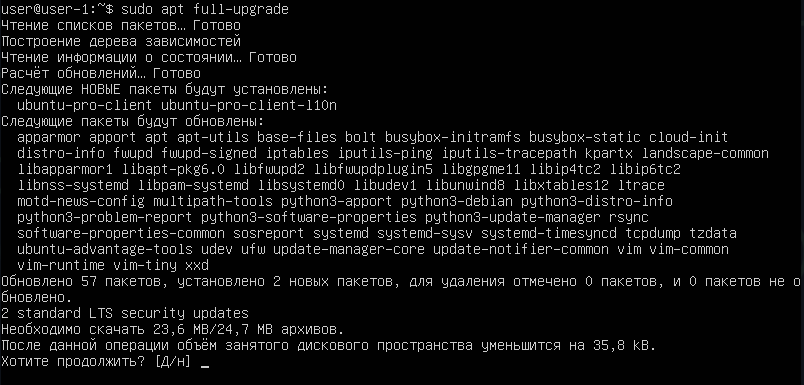 user@user-1:~$ sudo apt full-upgrade
Чтение списков пакетов… Готово
Построение дерева зависимостей
Чтение информации о состоянии… Готово
Расчёт обновлений… Готово
Следующие НОВЫЕ пакеты будут установлены:
  ubuntu-pro-client ubuntu-pro-client-l10n
Следующие пакеты будут обновлены:
  apparmor apport apt apt-utils base-files bolt busybox-initramfs busybox-static cloud-init
  distro-info fwupd fwupd-signed iptables iputils-ping iputils-tracepath kpartx landscape-common
  libapparmor1 libapt-pkg6.0 libfwupd2 libfwupdplugin5 libgpgme11 libip4tc2 libip6tc2
  libnss-systemd libpam-systemd libsystemd0 libudev1 libunwind8 libxtables12 ltrace
  motd-news-config multipath-tools python3-apport python3-debian python3-distro-info
  python3-problem-report python3-software-properties python3-update-manager rsync
  software-properties-common sosreport systemd systemd-sysv systemd-timesyncd tcpdump tzdata
  ubuntu-advantage-tools udev ufw update-manager-core update-notifier-common vim vim-common
  vim-runtime vim-tiny xxd
Обновлено 57 пакетов, установлено 2 новых пакетов, для удаления отмечено 0 пакетов, и 0 пакетов не о
бновлено.
2 standard LTS security updates
Необходимо скачать 23,6 MB/24,7 MB архивов.
После данной операции объём занятого дискового пространства уменьшится на 35,8 kB.
Хотите продолжить? [Д/н] _